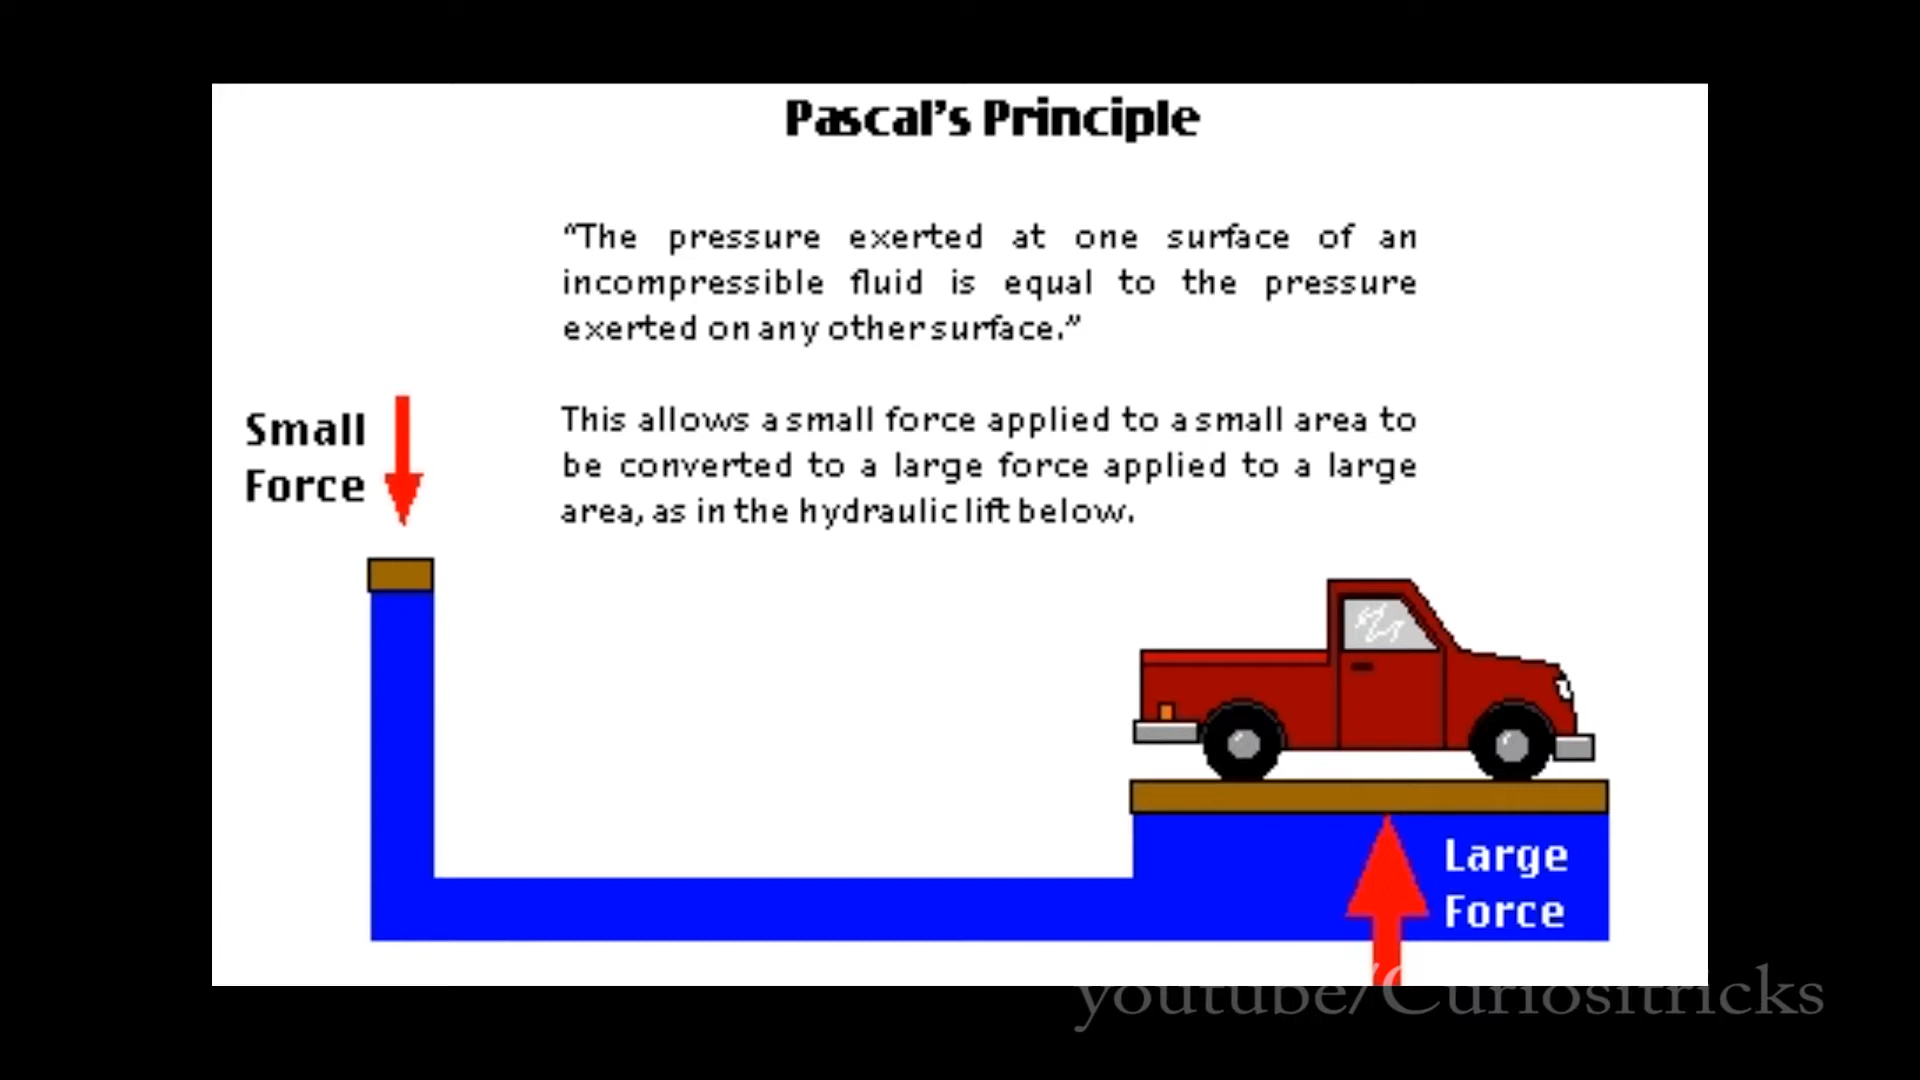 Pascal's Principle
“The pressure exerted at one surface of an
incompressible fluid is equal to the pressure
exerted on any other surface.”
This allows a small force applied to a small area to
be converted to a large force applied to a large
area, as in the hydraulic lift below.
Small
Force
Large
Force
youtube/Curiositricks